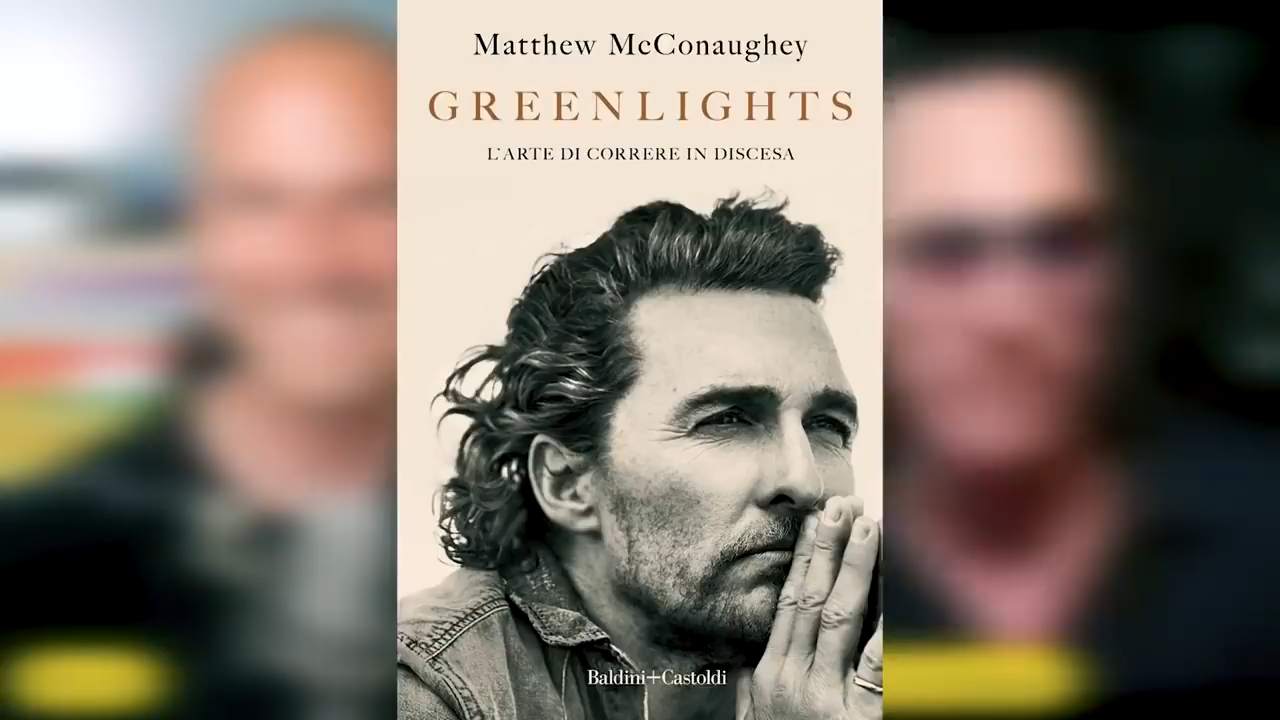 Matthew McConaughey
GREENLIGHTS
L'ARTE DI CORRERE IN DISCESA
Baldini+Castoldi